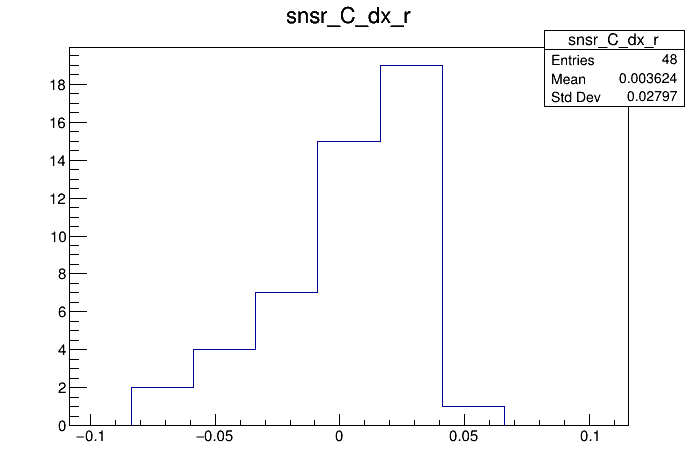 snsr_C_dx_r
snsr_C_dx_r
Entries 48
Mean 0.003624
Std Dev 0.02797
18
16
14
12
10
8
6
4
2
0
−0.1 −0.05 0 0.05 0.1